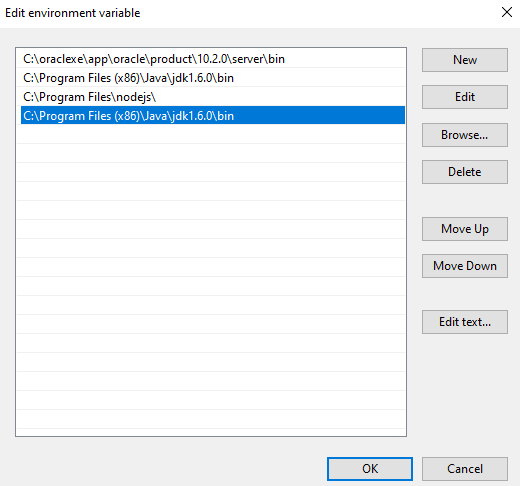 Edit environment variable
C:\oraclexe\app\oracle\product\10.2.0\server\bin
C:\Program Files (x86)\Java\jdk1.6.0\bin
C:\Program Files\nodejs\
C:\Program Files (x86)\Java\jdk1.6.0\bin
New
Edit
Browse...
Delete
Move Up
Move Down
Edit text...
OK
Cancel